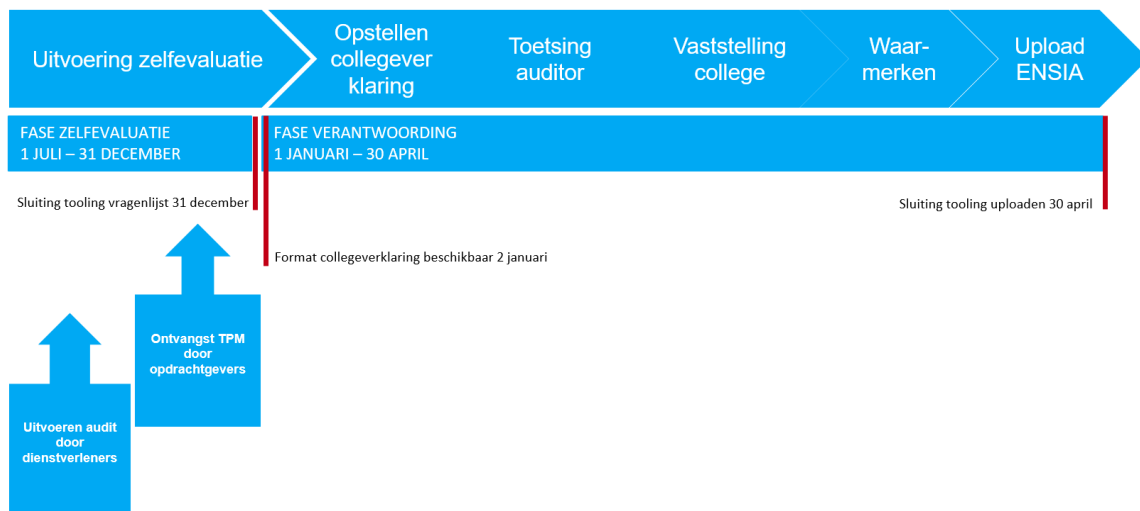 Uitvoering zelfevaluatie
Opstellen
collegever
klaring
Toetsing
auditor
Vaststelling
college
Waar-
merken
Upload
ENSIA
FASE ZELFEVALUATIE
1 JULI – 31 DECEMBER
FASE VERANTWOORDING
1 JANUARI – 30 APRIL
Sluiting tooling vragenlijst 31 december
Sluiting tooling uploaden 30 april
Format collegeverklaring beschikbaar 2 januari
Ontvangst TPM
door
opdrachtgevers
Uitvoeren audit
door
dienstverleners